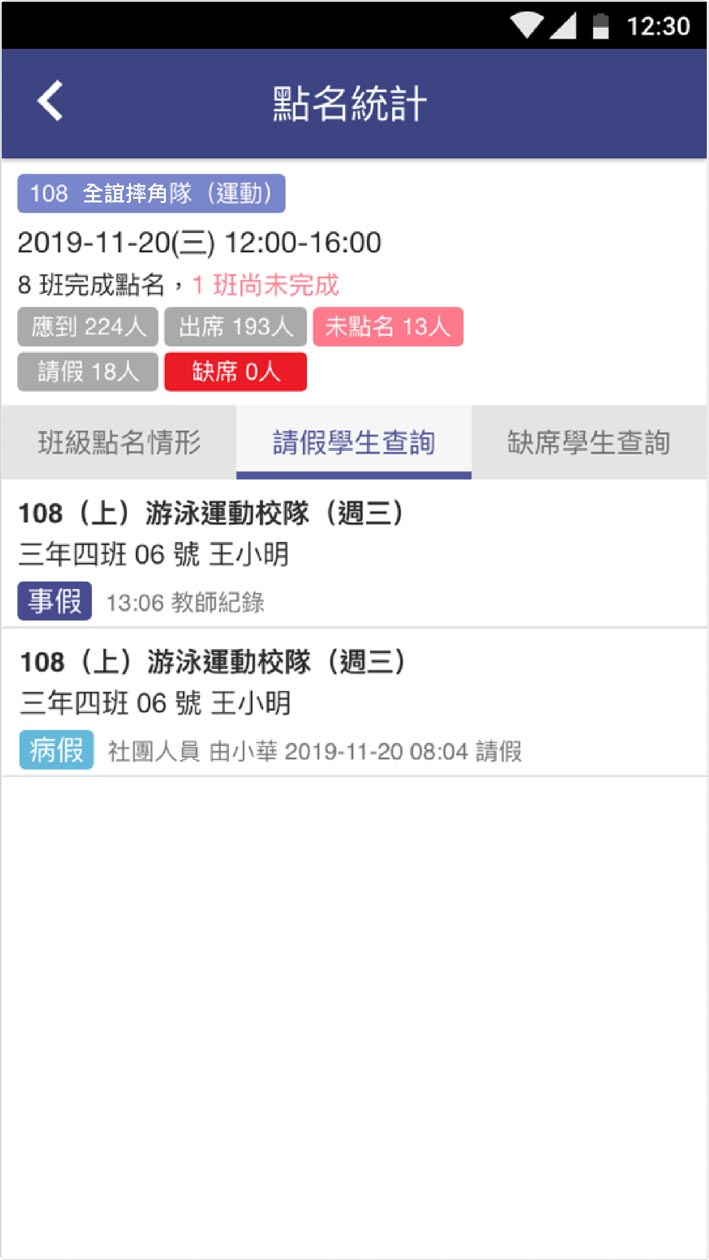 12:30
點名統計
108 全誼摔角隊（運動）
2019-11-20(三) 12:00-16:00
8 班完成點名，1 班尚未完成
應到 224人 出席 193人 未點名 13人
請假 18人 缺席 0人
班級點名情形 請假學生查詢 缺席學生查詢
108（上）游泳運動校隊（週三）
三年四班 06 號 王小明
事假 13:06 教師紀錄
108（上）游泳運動校隊（週三）
三年四班 06 號 王小明
病假 社團人員 由小華 2019-11-20 08:04 請假